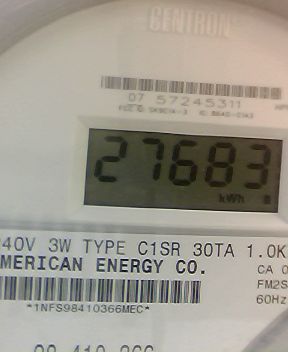 CENTRON
07 57245311
27683
kWh
40V 3W TYPE C1SR 30TA 1.0K
MERICAN ENERGY CO.
CA 0
FM2S
60Hz
*1NFS98410366MEC*